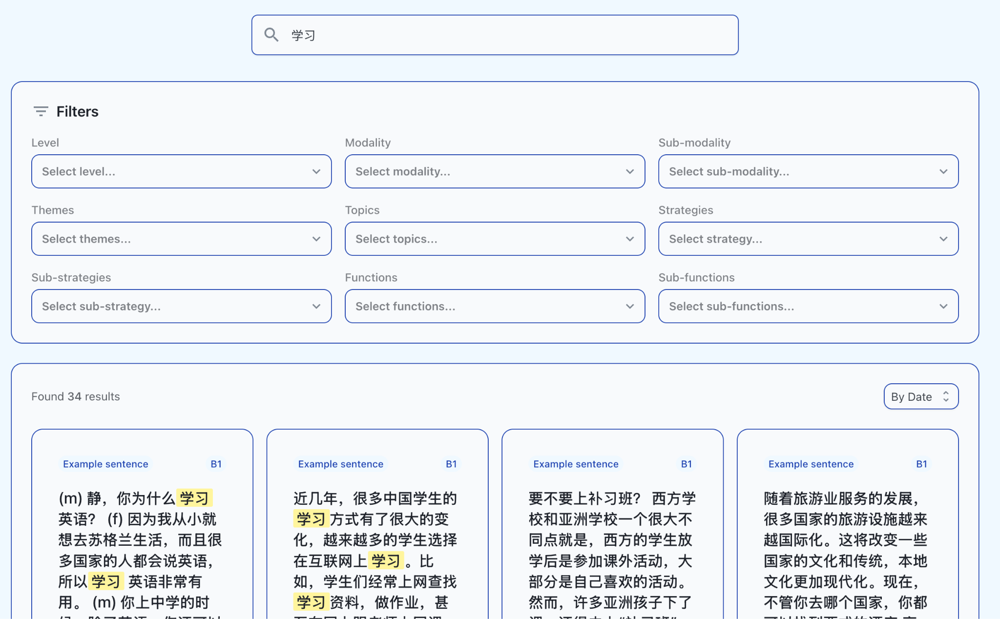 学习
Filters
Level
Modality
Sub-modality
Select level...
Select modality...
Select sub-modality...
Themes
Topics
Strategies
Select themes...
Select topics...
Select strategy...
Sub-strategies
Functions
Sub-functions
Select sub-strategy...
Select functions...
Select sub-functions...
Found 34 results
By Date
Example sentence
B1
(m) 静，你为什么 学习
英语？ (f) 因为我从小就
想去苏格兰生活，而且很
多国家的人都会说英语，
所以 学习 英语非常有
用。 (m) 你上中学的时
Example sentence
B1
近几年，很多中国学生的
学习 方式有了很大的变
化，越来越多的学生选择
在互联网上 学习 。比
如，学生们经常上网查找
学习 资料，做作业，甚
Example sentence
B1
要不要上补习班？ 西方学
校和亚洲学校一个很大不
同点就是，西方的学生放
学后是参加课外活动，大
部分是自己喜欢的活动。
然而，许多亚洲孩子下了
Example sentence
B1
随着旅游业服务的发展，
很多国家的旅游设施越来
越国际化。这将改变一些
国家的文化和传统，本地
文化更加现代化。现在，
不管你去哪个国家，你都